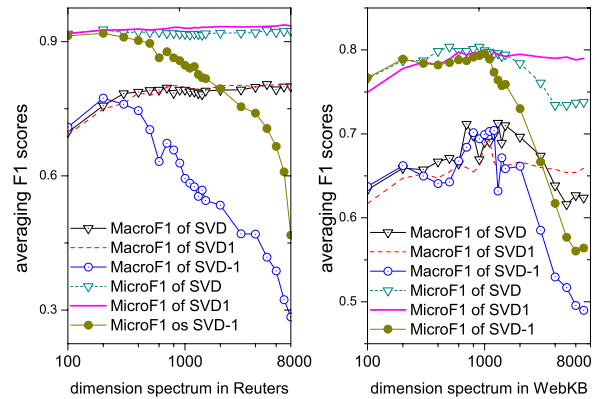 averaging F1 scores
0.9
0.6
0.3
MacroF1 of SVD
MacroF1 of SVD1
MacroF1 of SVD-1
MicroF1 of SVD
MicroF1 of SVD1
MicroF1 os SVD-1
100
1000
8000
dimension spectrum in Reuters
averaging F1 scores
0.8
0.7
0.6
0.5
MacroF1 of SVD
MacroF1 of SVD1
MacroF1 of SVD-1
MicroF1 of SVD
MicroF1 of SVD1
MicroF1 of SVD-1
100
1000
8000
dimension spectrum in WebKB